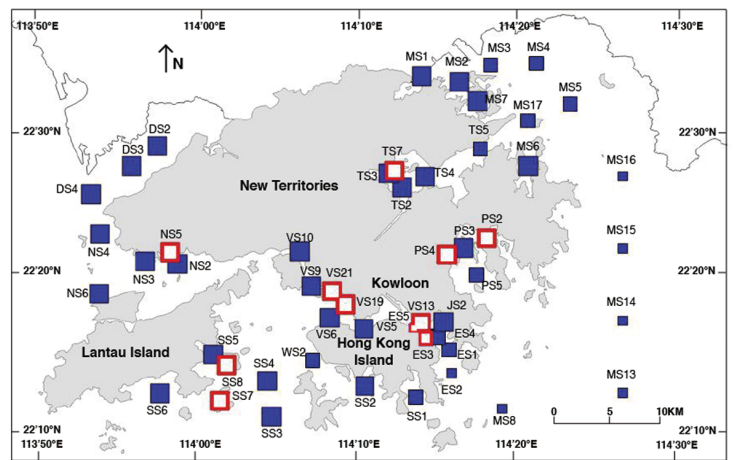 113°50'E
114°00'E
114°10'E
114°20'E
114°30'E
N
MS1
MS2
MS3
MS4
MS7
MS5
MS17
22°30'N
22°30'N
DS2
TS5
DS3
TS7
MS6
MS16
TS3
TS4
DS4
New Territories
TS2
PS2
NS5
VS10
PS3
MS15
NS4
PS4
NS3
NS2
22°20'N
22°20'N
VS9
VS21
Kowloon
PS5
NS6
VS19
VS13
JS2
MS14
ES5
VS6
VS5
ES4
Lantau Island
SS5
WS2
Hong Kong
Island
ES3
ES1
SS4
SS8
ES2
MS13
SS7
SS6
SS2
SS1
0
5
10KM
SS3
MS8
22°10'N
22°10'N
113°50'E
114°00'E
114°10'E
114°20'E
114°30'E